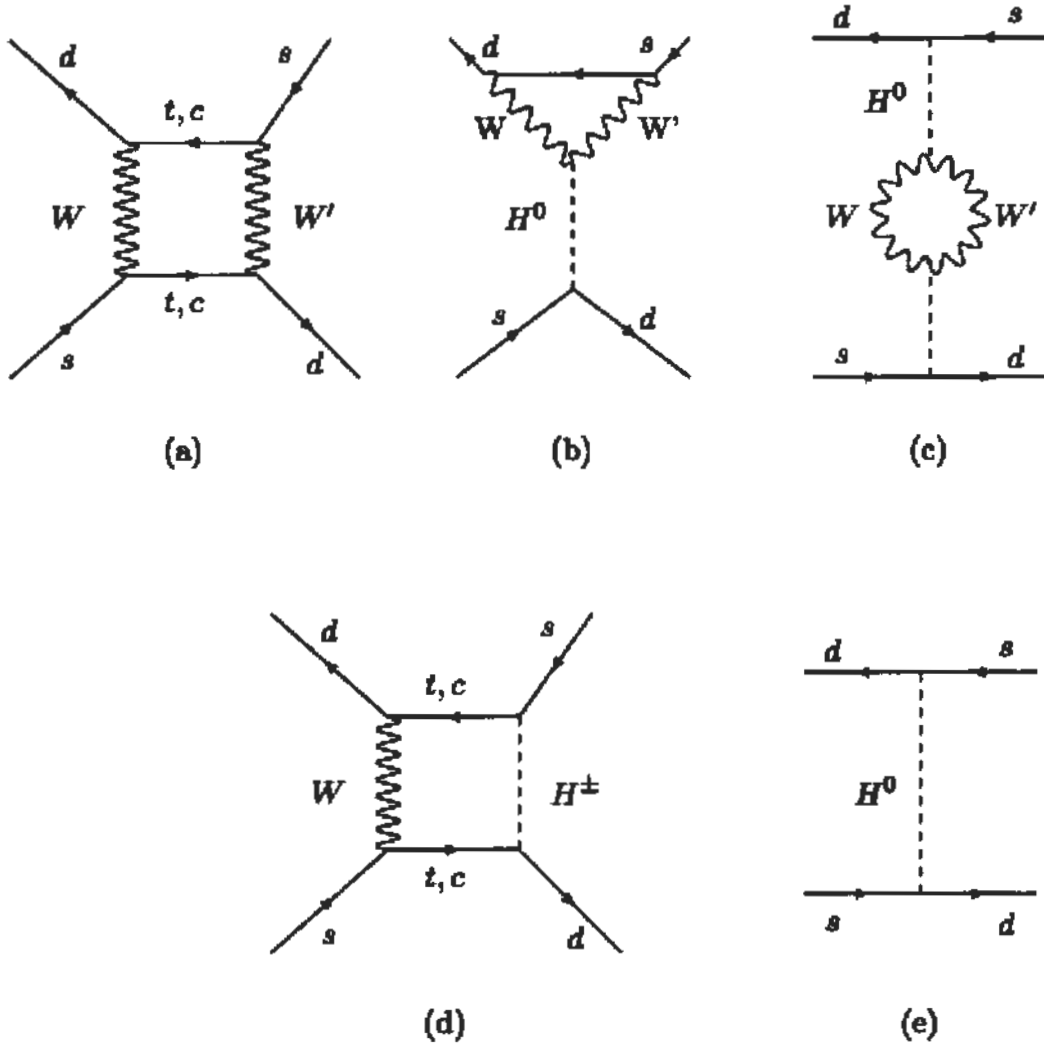 d s
t, c
W W′
t, c
s d
(a)
d s
W W'
H⁰
s d
(b)
d s
H⁰
W W′
s d
(c)
d s
t, c
W H±
t, c
s d
(d)
d s
H⁰
s d
(e)